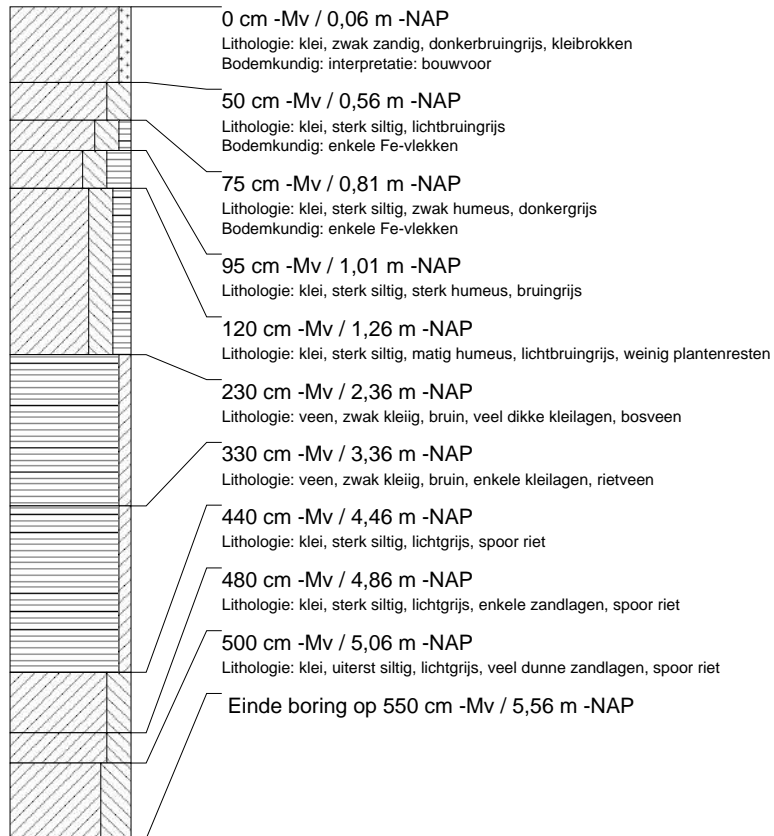 0 cm -Mv / 0,06 m -NAP
Lithologie: klei, zwak zandig, donkerbruingrijs, kleibrokken
Bodemkundig: interpretatie: bouwvoor
50 cm -Mv / 0,56 m -NAP
Lithologie: klei, sterk siltig, lichtbruingrijs
Bodemkundig: enkele Fe-vlekken
75 cm -Mv / 0,81 m -NAP
Lithologie: klei, sterk siltig, zwak humeus, donkergrijs
Bodemkundig: enkele Fe-vlekken
95 cm -Mv / 1,01 m -NAP
Lithologie: klei, sterk siltig, sterk humeus, bruingrijs
120 cm -Mv / 1,26 m -NAP
Lithologie: klei, sterk siltig, matig humeus, lichtbruingrijs, weinig plantenresten
230 cm -Mv / 2,36 m -NAP
Lithologie: veen, zwak kleiig, bruin, veel dikke kleilagen, bosveen
330 cm -Mv / 3,36 m -NAP
Lithologie: veen, zwak kleiig, bruin, enkele kleilagen, rietveen
440 cm -Mv / 4,46 m -NAP
Lithologie: klei, sterk siltig, lichtgrijs, spoor riet
480 cm -Mv / 4,86 m -NAP
Lithologie: klei, sterk siltig, lichtgrijs, enkele zandlagen, spoor riet
500 cm -Mv / 5,06 m -NAP
Lithologie: klei, uiterst siltig, lichtgrijs, veel dunne zandlagen, spoor riet
Einde boring op 550 cm -Mv / 5,56 m -NAP